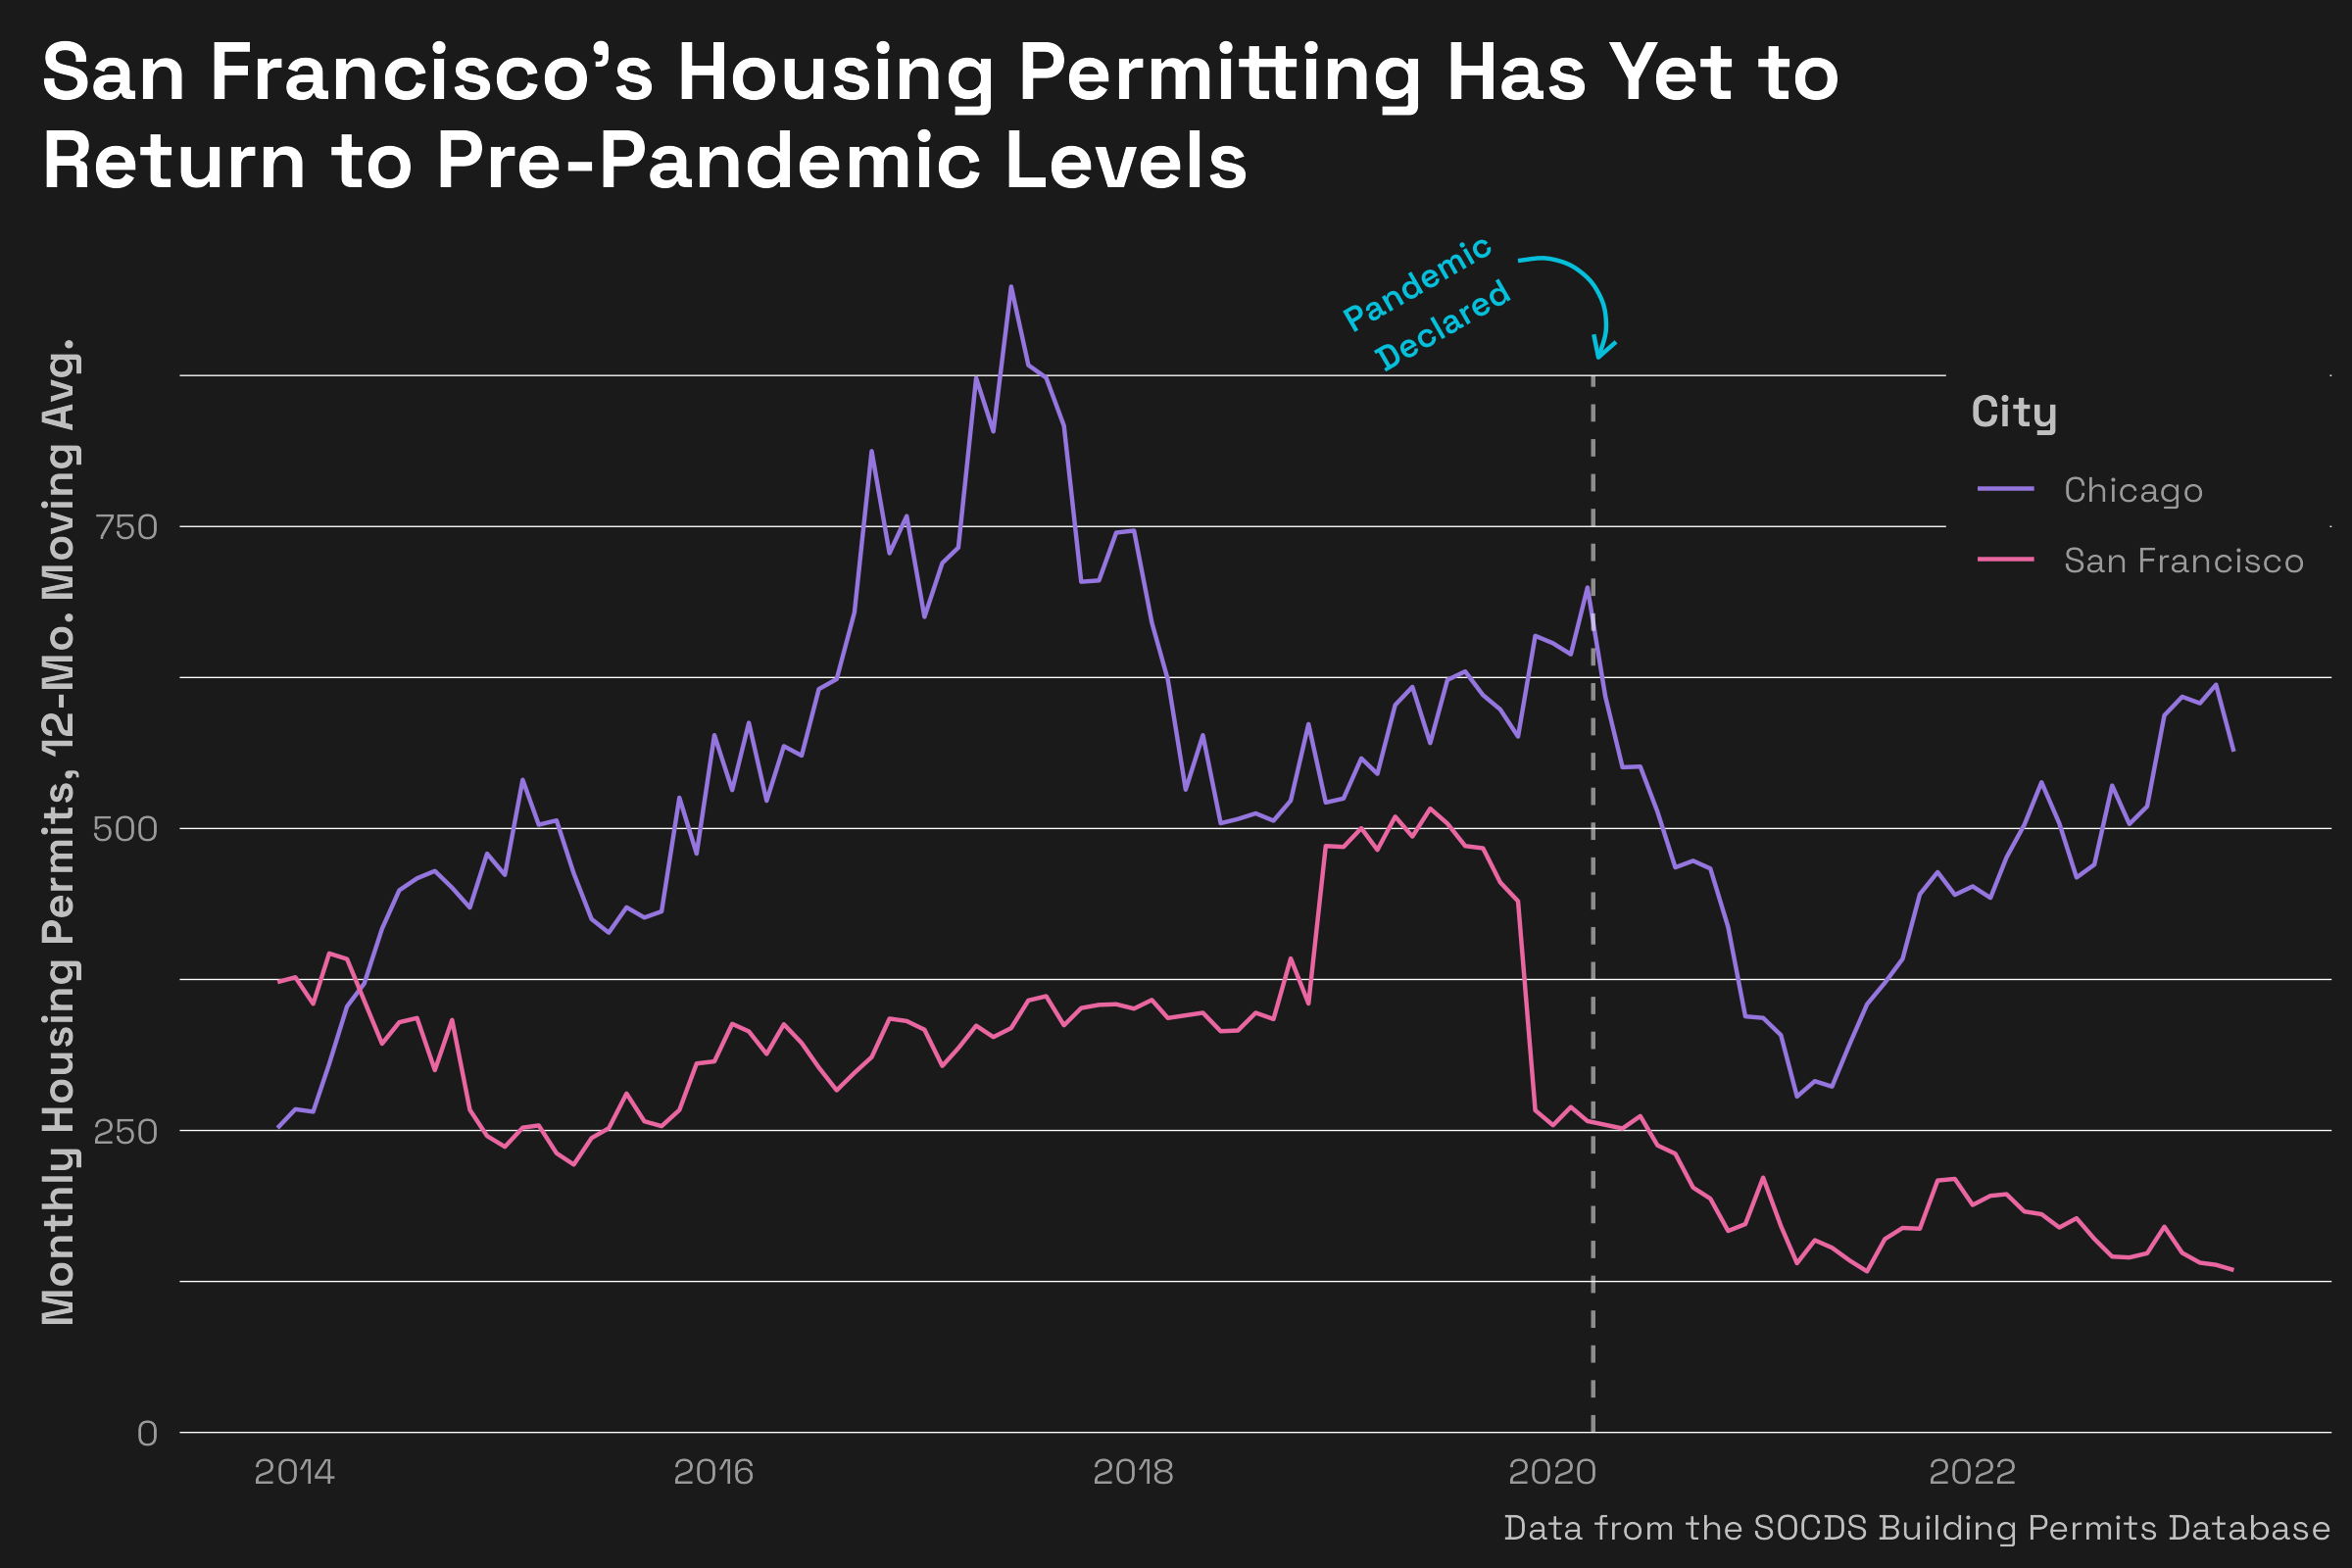 San Francisco’s Housing Permitting Has Yet to
Return to Pre-Pandemic Levels
Pandemic
Declared
Monthly Housing Permits, 12-Mo. Moving Avg.
750
500
250
0
City
Chicago
San Francisco
2014
2016
2018
2020
2022
Data from the SOCDS Building Permits Database